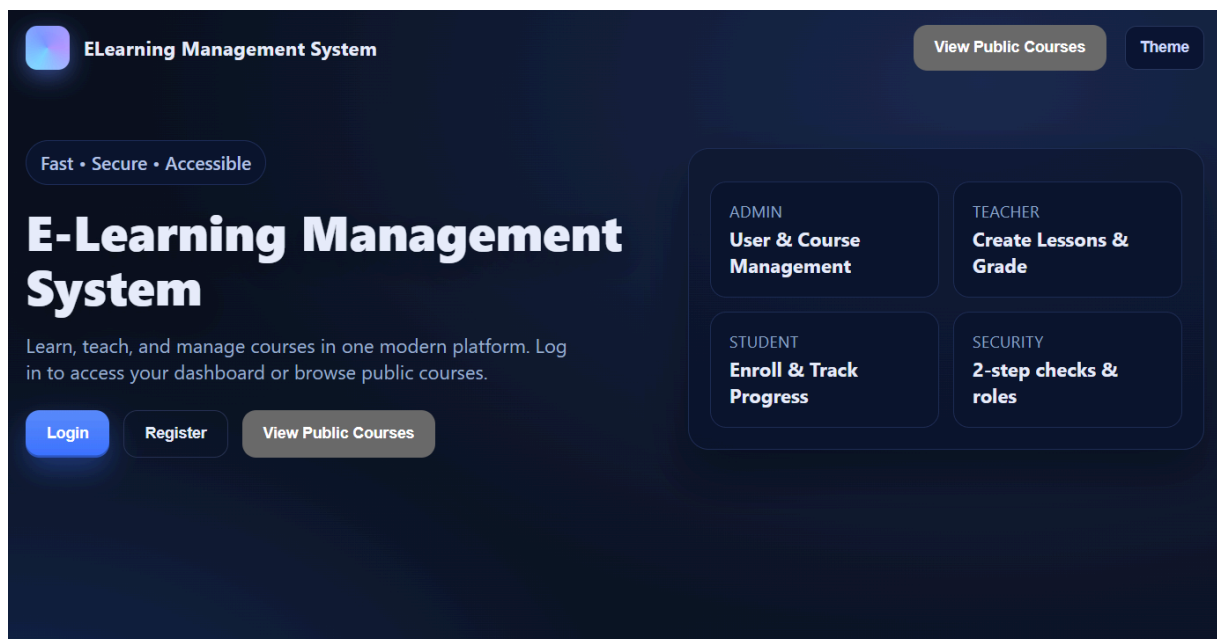 ELearning Management System
View Public Courses
Theme
Fast • Secure • Accessible
E-Learning Management
System
Learn, teach, and manage courses in one modern platform. Log
in to access your dashboard or browse public courses.
Login
Register
View Public Courses
ADMIN
User & Course
Management
TEACHER
Create Lessons &
Grade
STUDENT
Enroll & Track
Progress
SECURITY
2-step checks &
roles